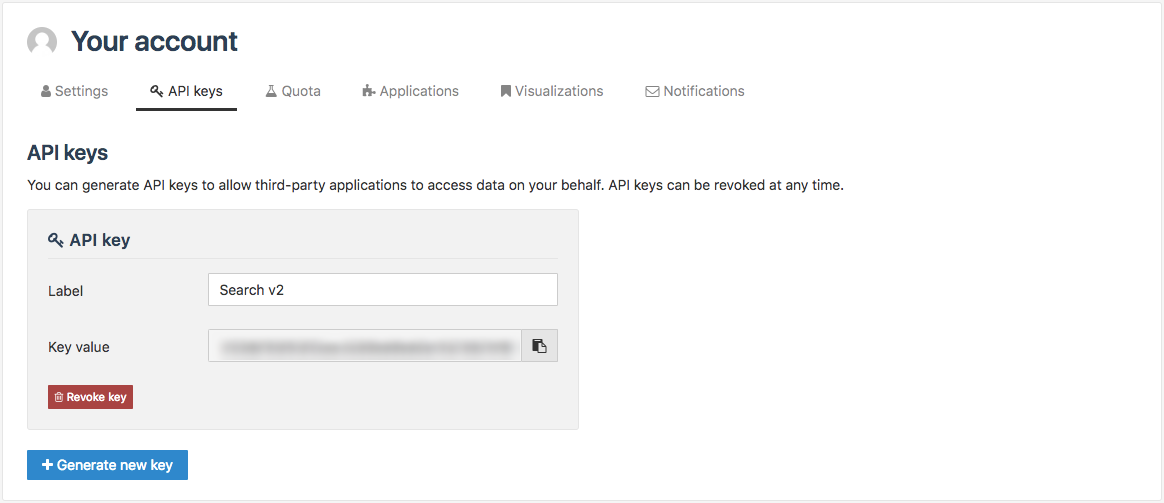 Your account
Settings API keys Quota Applications Visualizations Notifications
API keys
You can generate API keys to allow third-party applications to access data on your behalf. API keys can be revoked at any time.
API key
Label Search v2
Key value
Revoke key
Generate new key